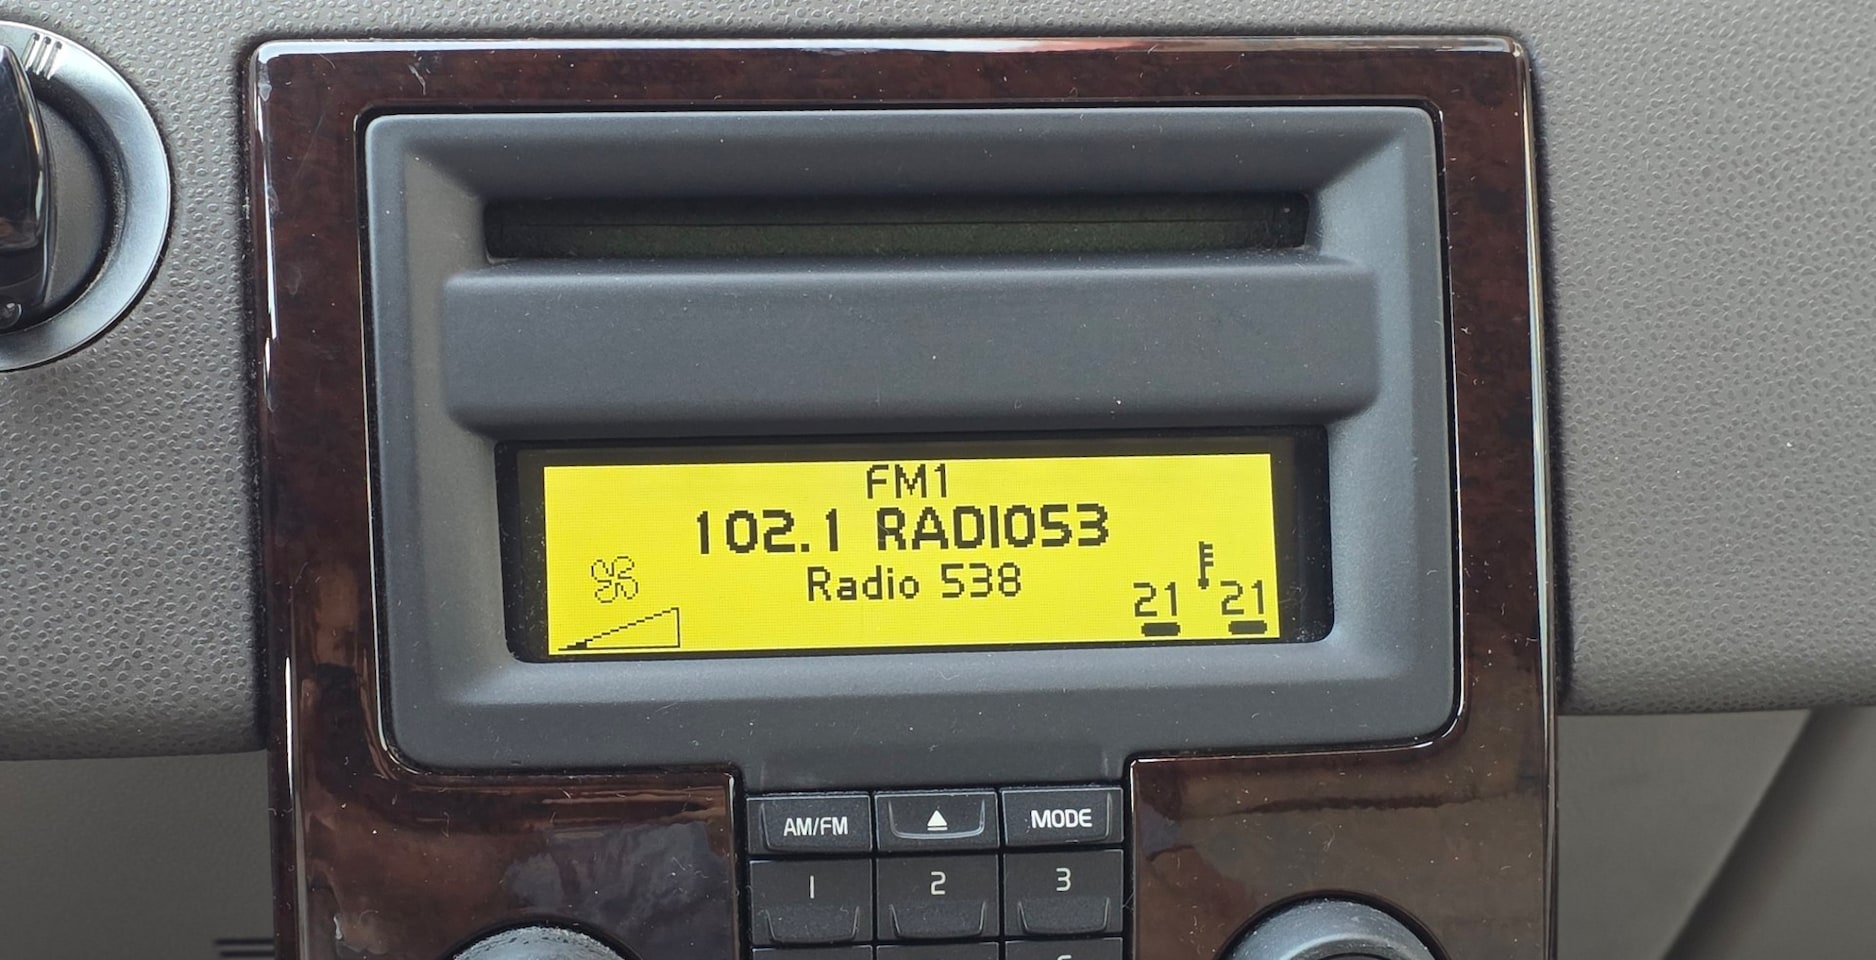 FM1
102.1 RADIO53
Radio 538
21 21
AM/FM MODE
1 2 3